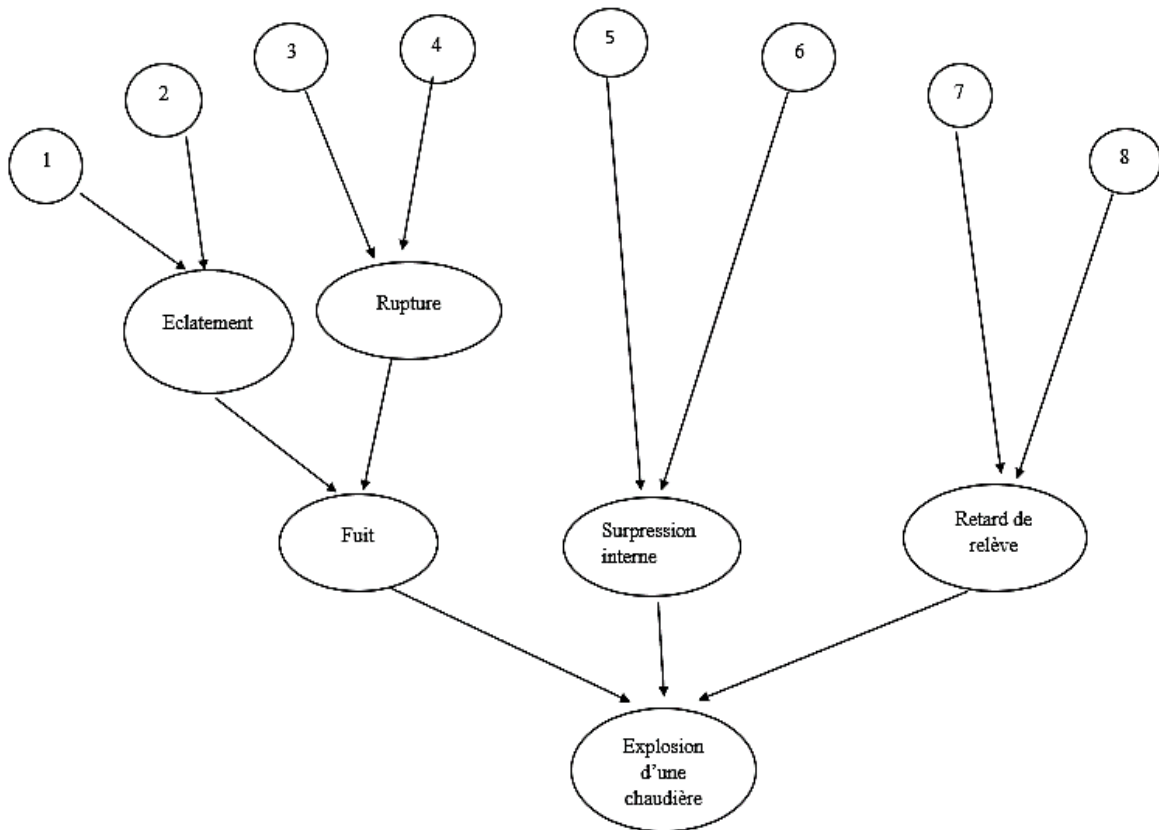 1
2
3
4
5
6
7
8
Eclatement
Rupture
Fuit
Surpression
interne
Retard de
relève
Explosion
d’une
chaudière